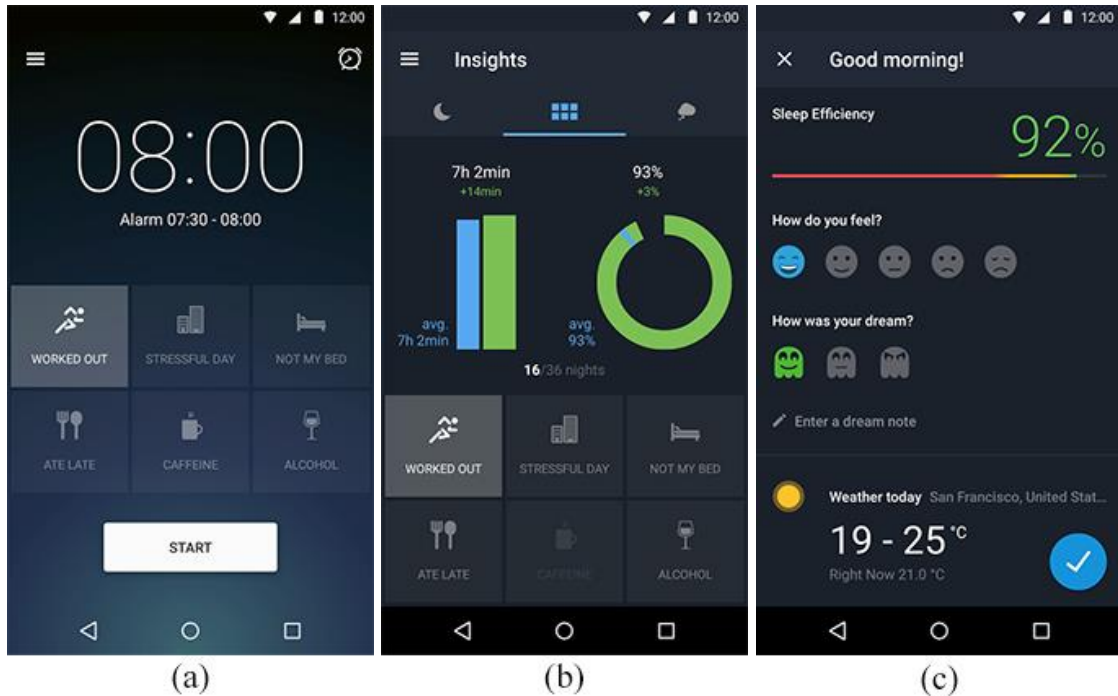 12:00
08:00
Alarm 07:30 - 08:00
WORKED OUT
STRESSFUL DAY
NOT MY BED
ATE LATE
CAFFEINE
ALCOHOL
START
(a)
12:00
Insights
7h 2min
+14min
93%
+3%
avg.
7h 2min
avg.
93%
16/36 nights
WORKED OUT
STRESSFUL DAY
NOT MY BED
ATE LATE
CAFFEINE
ALCOHOL
(b)
12:00
Good morning!
Sleep Efficiency
92%
How do you feel?
How was your dream?
Enter a dream note
Weather today San Francisco, United Stat...
19 - 25 °C
Right Now 21.0 °C
(c)